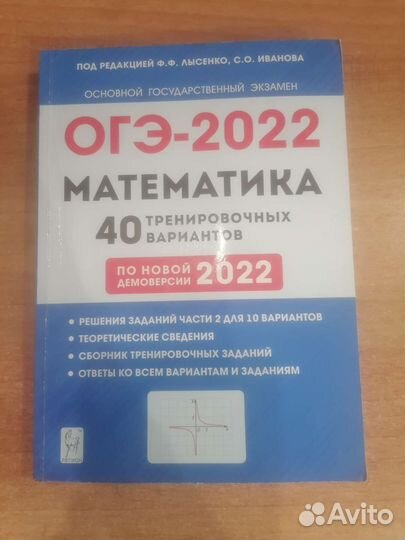 ПОД РЕДАКЦИЕЙ Ф.Ф. ЛЫСЕНКО, С.О. ИВАНОВА
ОСНОВНОЙ ГОСУДАРСТВЕННЫЙ ЭКЗАМЕН
ОГЭ-2022
МАТЕМАТИКА
40 ТРЕНИРОВОЧНЫХ
ВАРИАНТОВ
ПО НОВОЙ
ДЕМОВЕРСИИ 2022
• РЕШЕНИЯ ЗАДАНИЙ ЧАСТИ 2 ДЛЯ 10 ВАРИАНТОВ
• ТЕОРЕТИЧЕСКИЕ СВЕДЕНИЯ
• СБОРНИК ТРЕНИРОВОЧНЫХ ЗАДАНИЙ
• ОТВЕТЫ КО ВСЕМ ВАРИАНТАМ И ЗАДАНИЯМ
ЛЕГИОН
Avito